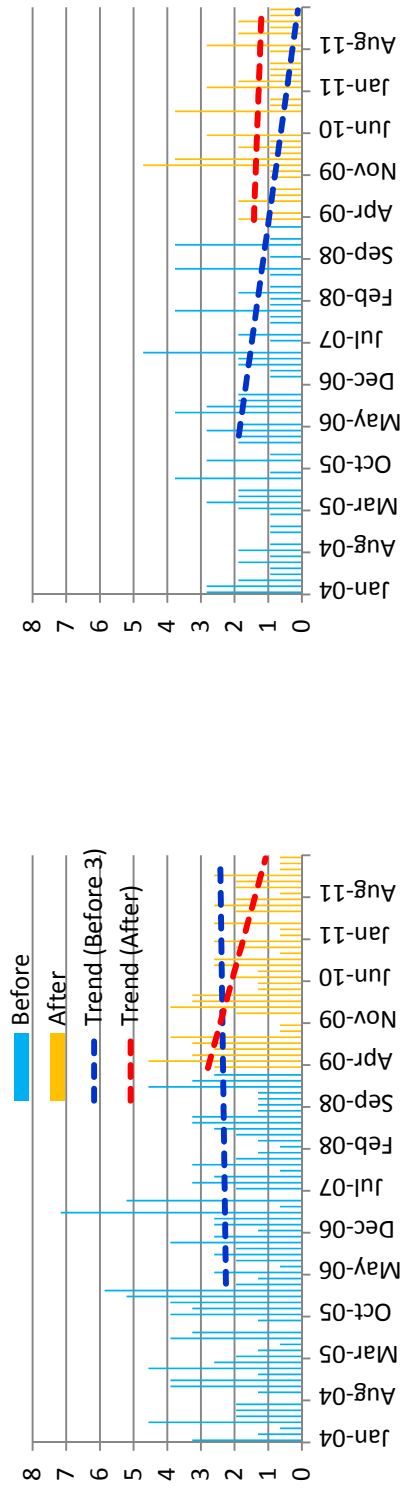 Before
After
Trend (Before 3)
Trend (After)
8
7
6
5
4
3
2
1
0
Jan-04
Aug-04
Mar-05
Oct-05
May-06
Dec-06
Jul-07
Feb-08
Sep-08
Apr-09
Nov-09
Jun-10
Jan-11
Aug-11
8
7
6
5
4
3
2
1
0
Jan-04
Aug-04
Mar-05
Oct-05
May-06
Dec-06
Jul-07
Feb-08
Sep-08
Apr-09
Nov-09
Jun-10
Jan-11
Aug-11